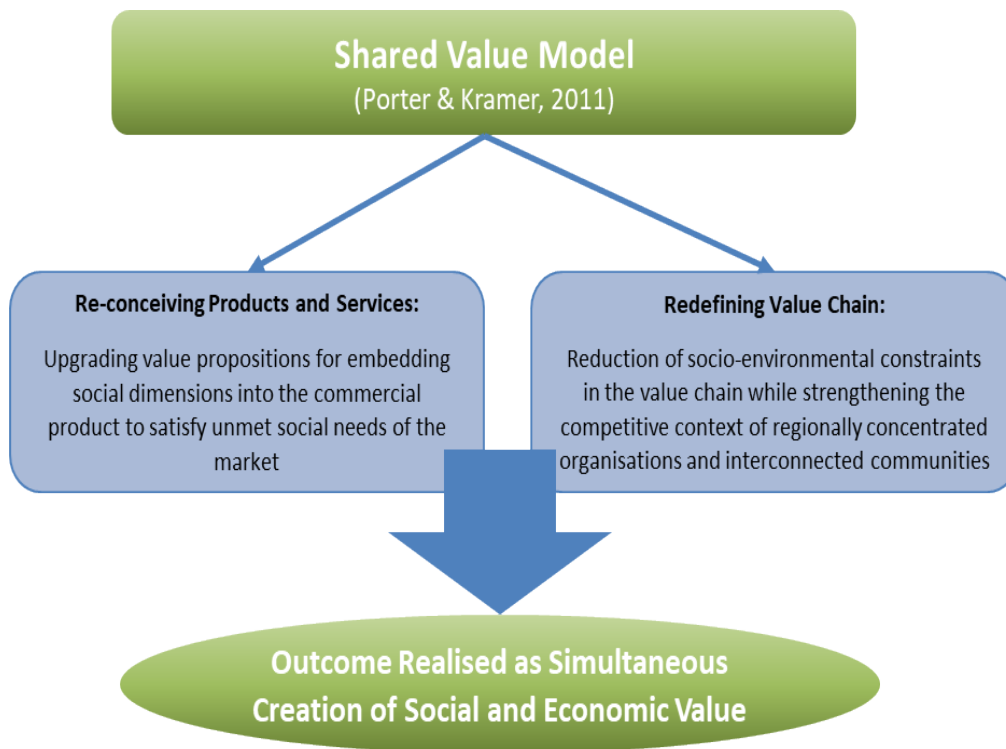 Shared Value Model
(Porter & Kramer, 2011)
Re-conceiving Products and Services:
Upgrading value propositions for embedding
social dimensions into the commercial
product to satisfy unmet social needs of the
market
Redefining Value Chain:
Reduction of socio-environmental constraints
in the value chain while strengthening the
competitive context of regionally concentrated
organisations and interconnected communities
Outcome Realised as Simultaneous
Creation of Social and Economic Value